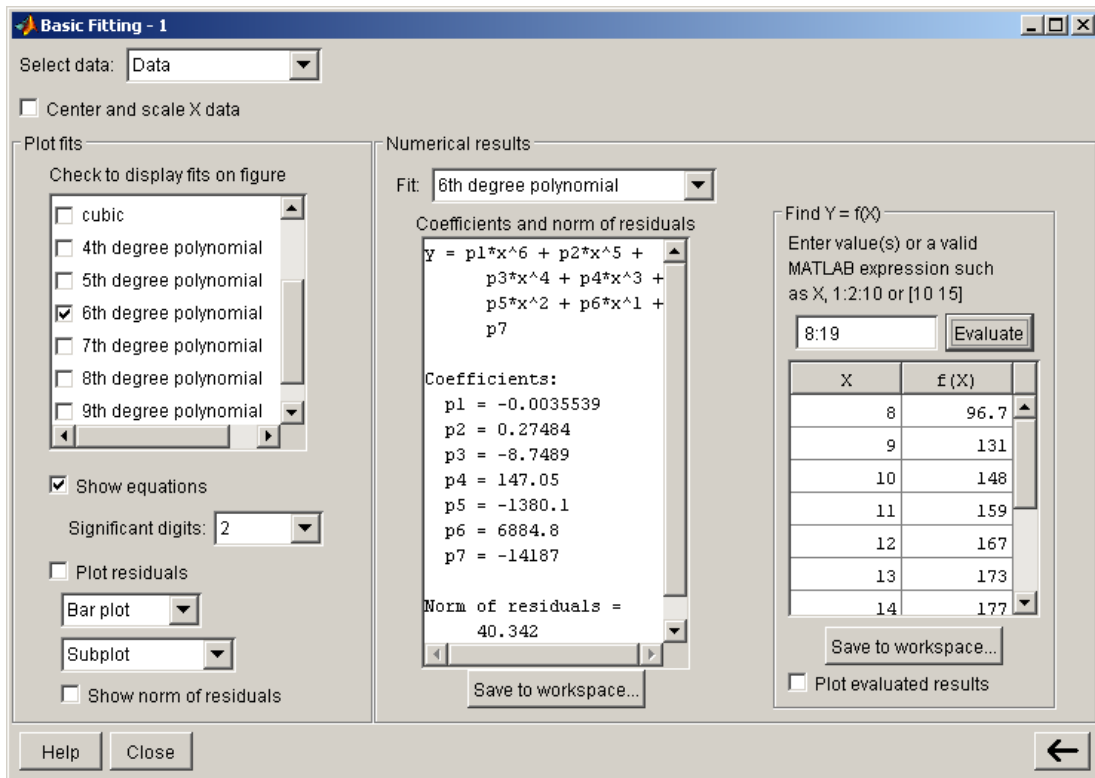 Basic Fitting - 1
Select data: Data
Center and scale X data
Plot fits
Check to display fits on figure
cubic
4th degree polynomial
5th degree polynomial
6th degree polynomial
7th degree polynomial
8th degree polynomial
9th degree polynomial
Show equations
Significant digits: 2
Plot residuals
Bar plot
Subplot
Show norm of residuals
Numerical results
Fit: 6th degree polynomial
Coefficients and norm of residuals
y = p1*x^6 + p2*x^5 +
p3*x^4 + p4*x^3 +
p5*x^2 + p6*x^1 +
p7
Coefficients:
p1 = -0.0035539
p2 = 0.27484
p3 = -8.7489
p4 = 147.05
p5 = -1380.1
p6 = 6884.8
p7 = -14187
Norm of residuals =
40.342
Save to workspace...
Find Y = f(X)
Enter value(s) or a valid
MATLAB expression such
as X, 1:2:10 or [10 15]
8:19 Evaluate
X f(X)
8 96.7
9 131
10 148
11 159
12 167
13 173
14 177
Save to workspace...
Plot evaluated results
Help Close